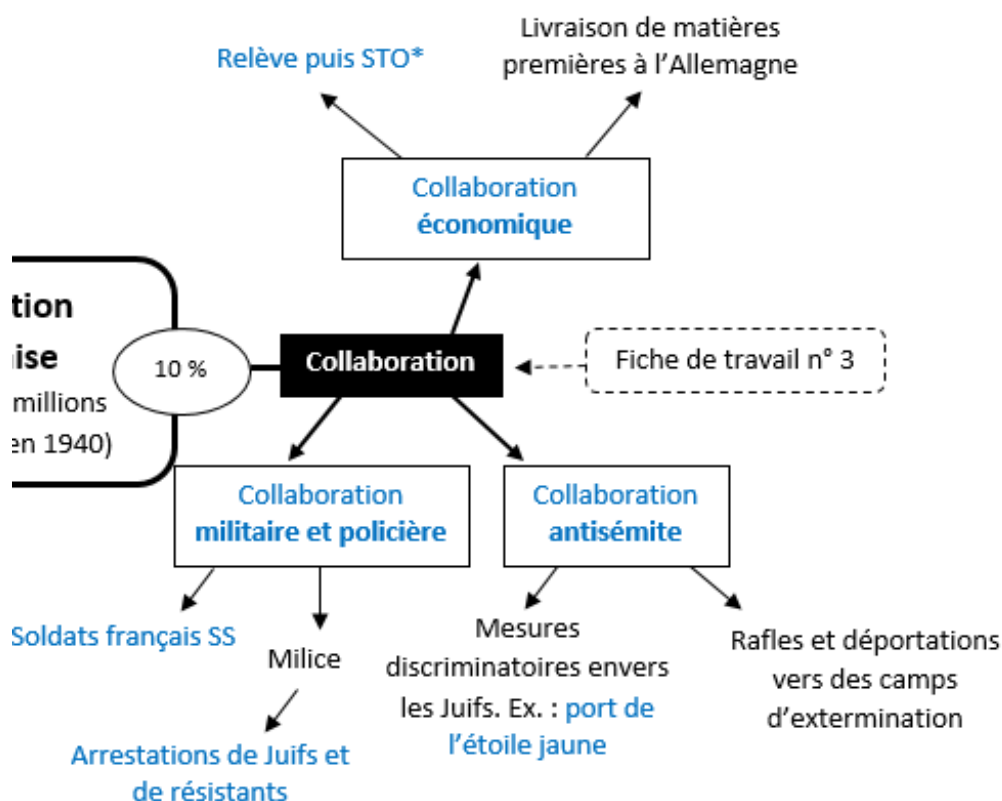 Relève puis STO*
Livraison de matières
premières à l’Allemagne
Collaboration
économique
tion
ise
millions
en 1940)
10 %
Collaboration
Fiche de travail n° 3
Collaboration
militaire et policière
Collaboration
antisémite
Soldats français SS
Milice
Arrestations de Juifs et
de résistants
Mesures
discriminatoires envers
les Juifs. Ex. : port de
l’étoile jaune
Rafles et déportations
vers des camps
d’extermination